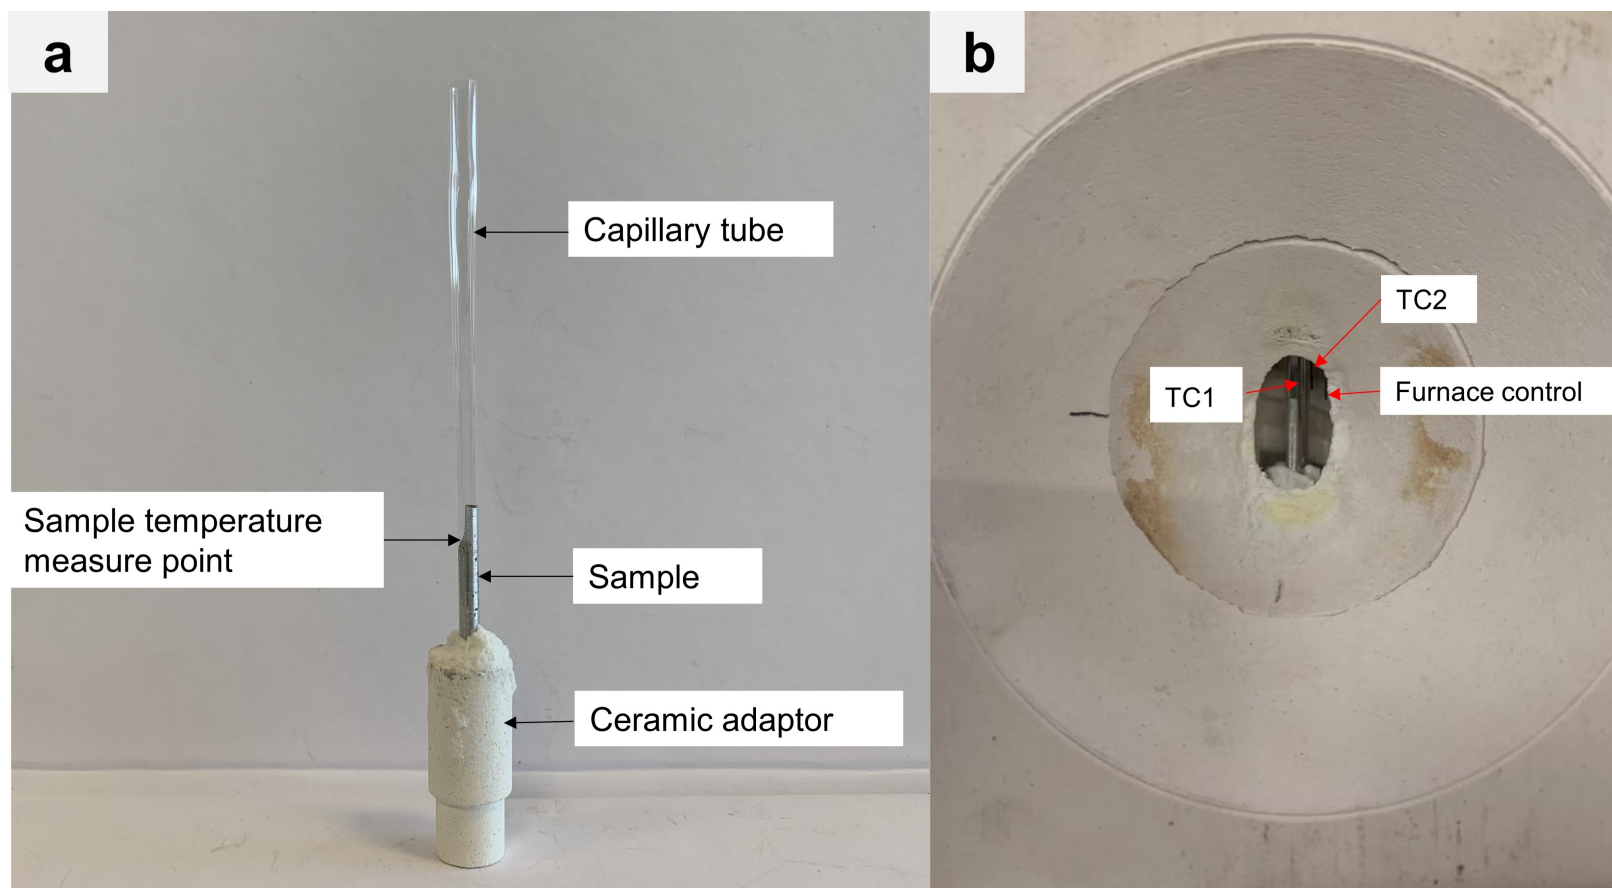 a
Capillary tube
Sample temperature
measure point
Sample
Ceramic adaptor
b
TC2
TC1
Furnace control